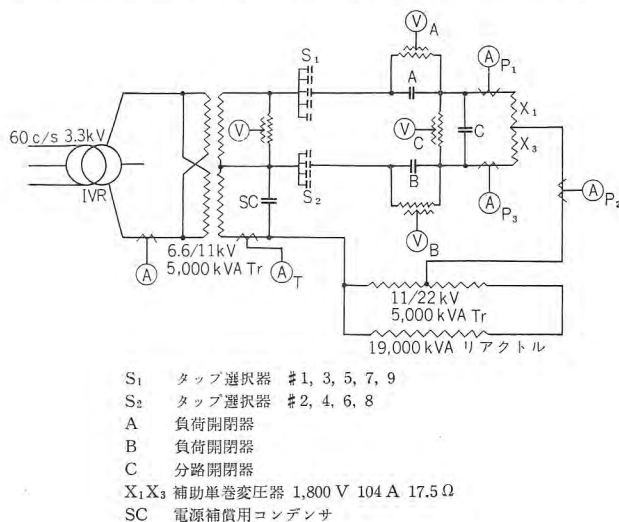 S₁
V A
A P₁
A
X₁
60 c/s 3.3kV
V
V C
C
X₃
IVR
S₂
B
A P₃
A P₂
SC
V B
A
6.6/11kV
5,000 kVA Tr
A T
11/22 kV
5,000 kVA Tr
19,000 kVA リアクトル
S₁ タップ選択器 #1, 3, 5, 7, 9
S₂ タップ選択器 #2, 4, 6, 8
A 負荷開閉器
B 負荷開閉器
C 分路開閉器
X₁X₃ 補助単巻変圧器 1,800 V 104 A 17.5 Ω
SC 電源補償用コンデンサ